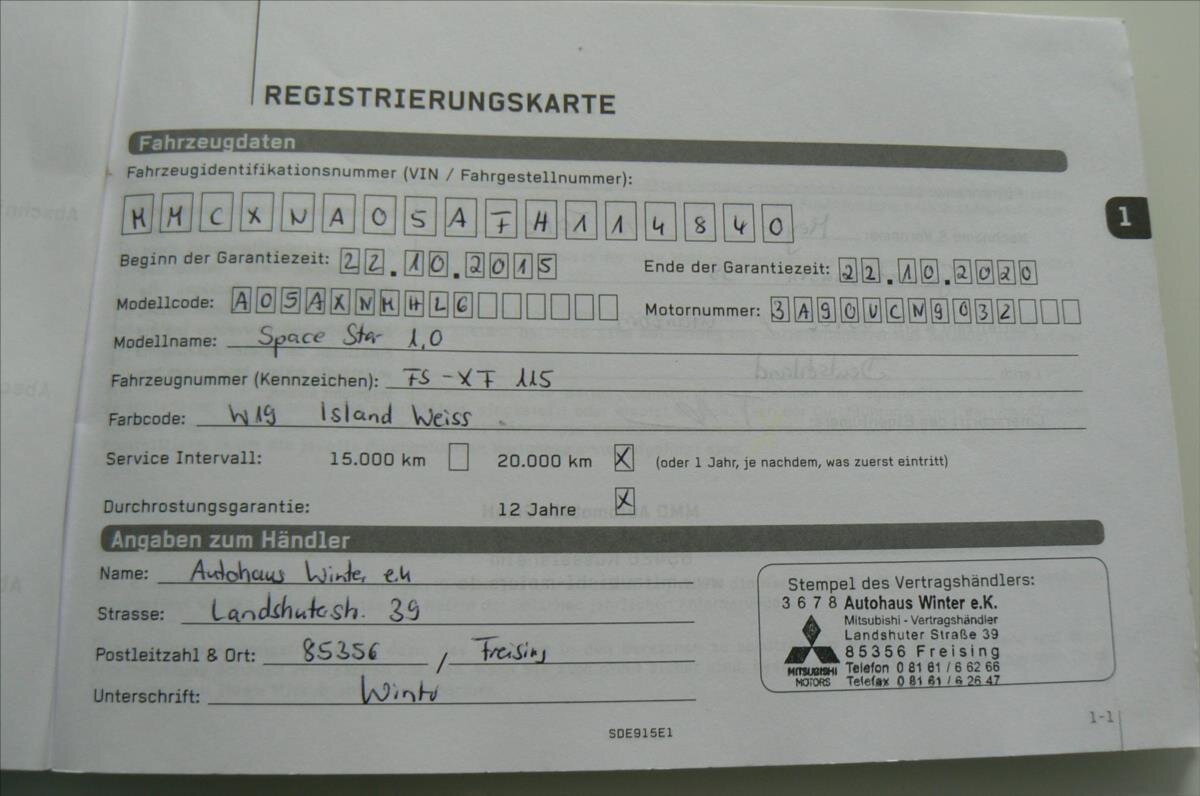 REGISTRIERUNGSKARTE
Fahrzeugdaten
Fahrzeugidentifikationsnummer (VIN / Fahrgestellnummer):
MMCXNA05AFH114840
1
Beginn der Garantiezeit: 22.10.2015 Ende der Garantiezeit: 22.10.2020
Modellcode: A05AXNMHL6 Motornummer: 3A90UCN9032
Modellname: Space Star 1,0
Fahrzeugnummer (Kennzeichen): FS-XF 115
Farbcode: W19 Island Weiss
Service Intervall: 15.000 km 20.000 km X (oder 1 Jahr, je nachdem, was zuerst eintritt)
Durchrostungsgarantie: 12 Jahre X
Angaben zum Händler
Name: Autohaus Winter e.K
Strasse: Landshuterstr. 39
Postleitzahl & Ort: 85356 / Freising
Unterschrift: Winter
Stempel des Vertragshändlers:
3678 Autohaus Winter e.K.
Mitsubishi - Vertragshändler
Landshuter Straße 39
85356 Freising
Telefon 0 81 61 / 6 62 66
Telefax 0 81 61 / 6 26 47
MITSUBISHI
MOTORS
SDE915E1
1-1